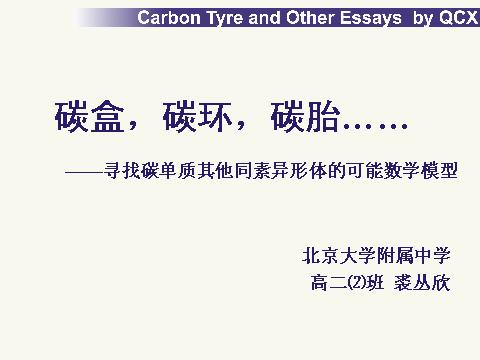 Carbon Tyre and Other Essays by QCX
碳盒，碳环，碳胎……
——寻找碳单质其他同素异形体的可能数学模型
北京大学附属中学
高二⑵班 裘丛欣